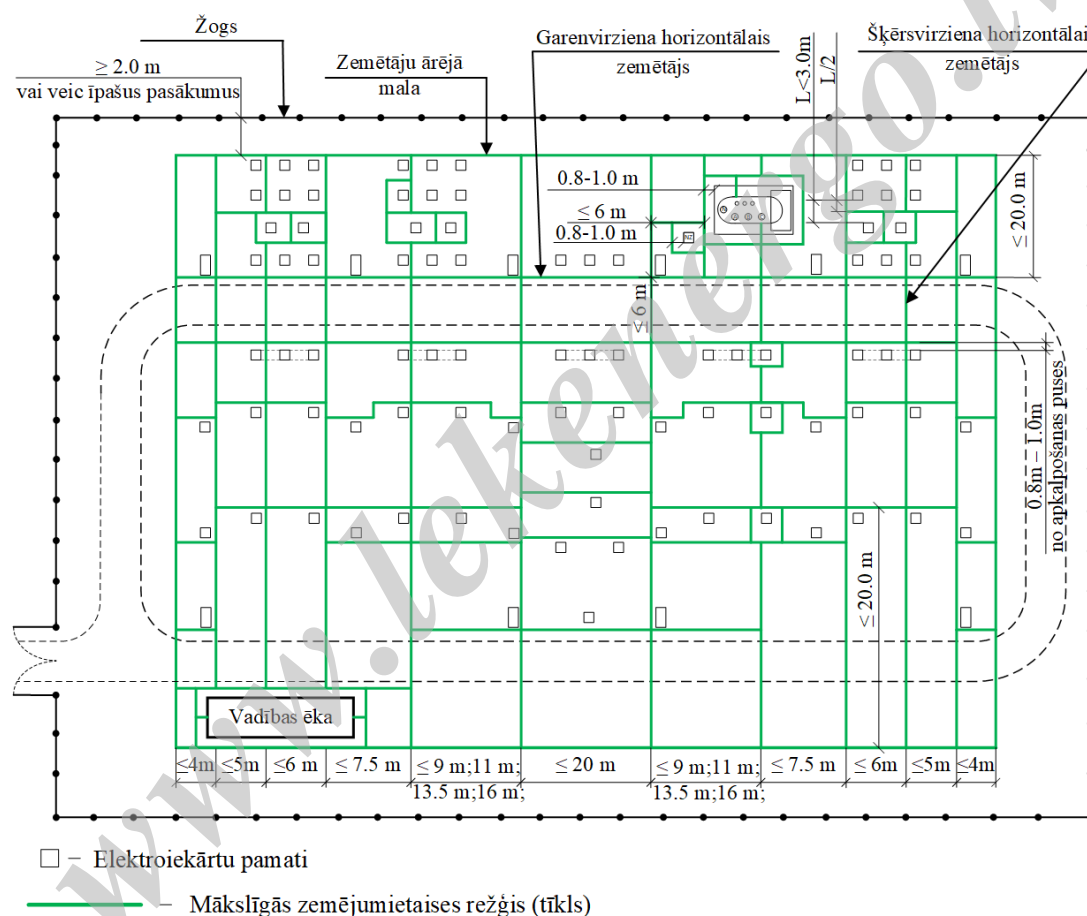 Žogs
Garenvirziena horizontālais
zemētājs
Šķērsvirziena horizontālai
zemētājs
≥ 2.0 m
vai veic īpašus pasākumus
Zemētāju ārējā
mala
L<3.0m
L/2
0.8-1.0 m
≤ 6 m
0.8-1.0 m
≤ 20.0 m
≤ 6 m
0.8m – 1.0m
no apkalpošanas puses
≤ 20.0 m
Vadības ēka
≤4m
≤5m
≤6 m
≤ 7.5 m
≤ 9 m;11 m;
13.5 m;16 m;
≤ 20 m
≤ 9 m;11 m;
13.5 m;16 m;
≤ 7.5 m
≤ 6m
≤5m
≤4m
– Elektroiekārtu pamati
– Mākslīgās zemējumietaises režģis (tīkls)
www.lekenergo.lv